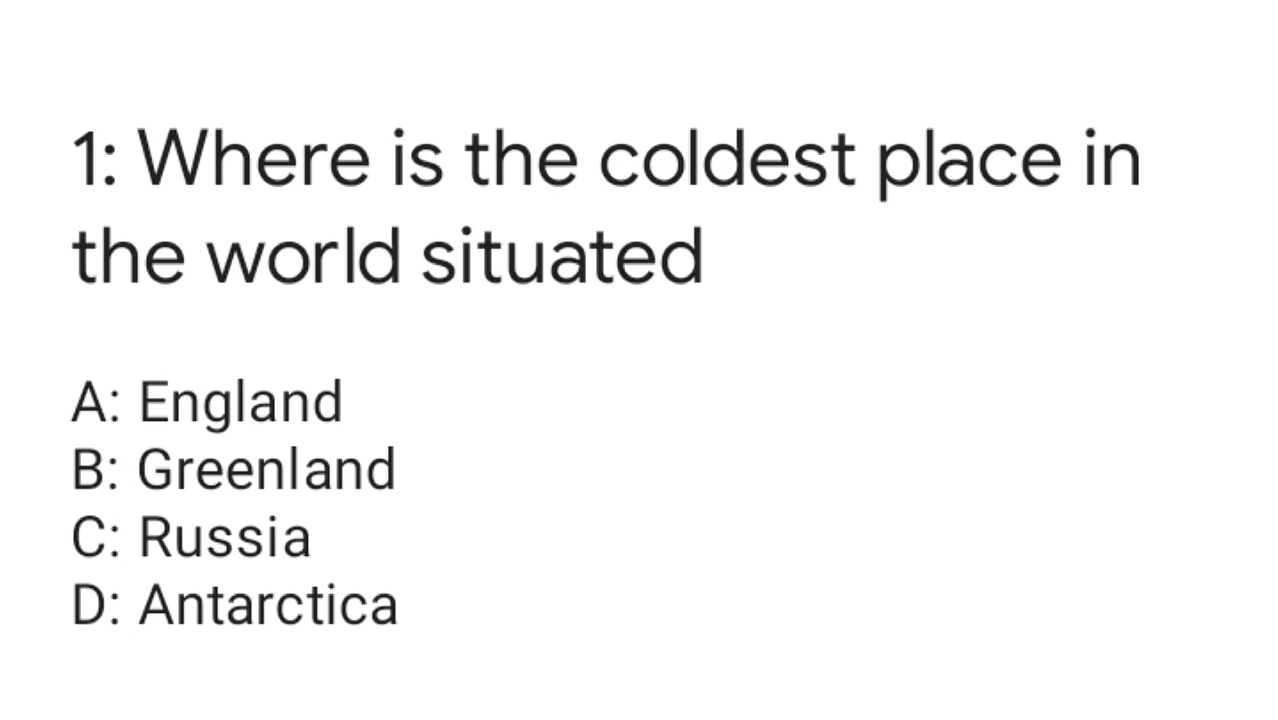 1: Where is the coldest place in
the world situated
A: England
B: Greenland
C: Russia
D: Antarctica